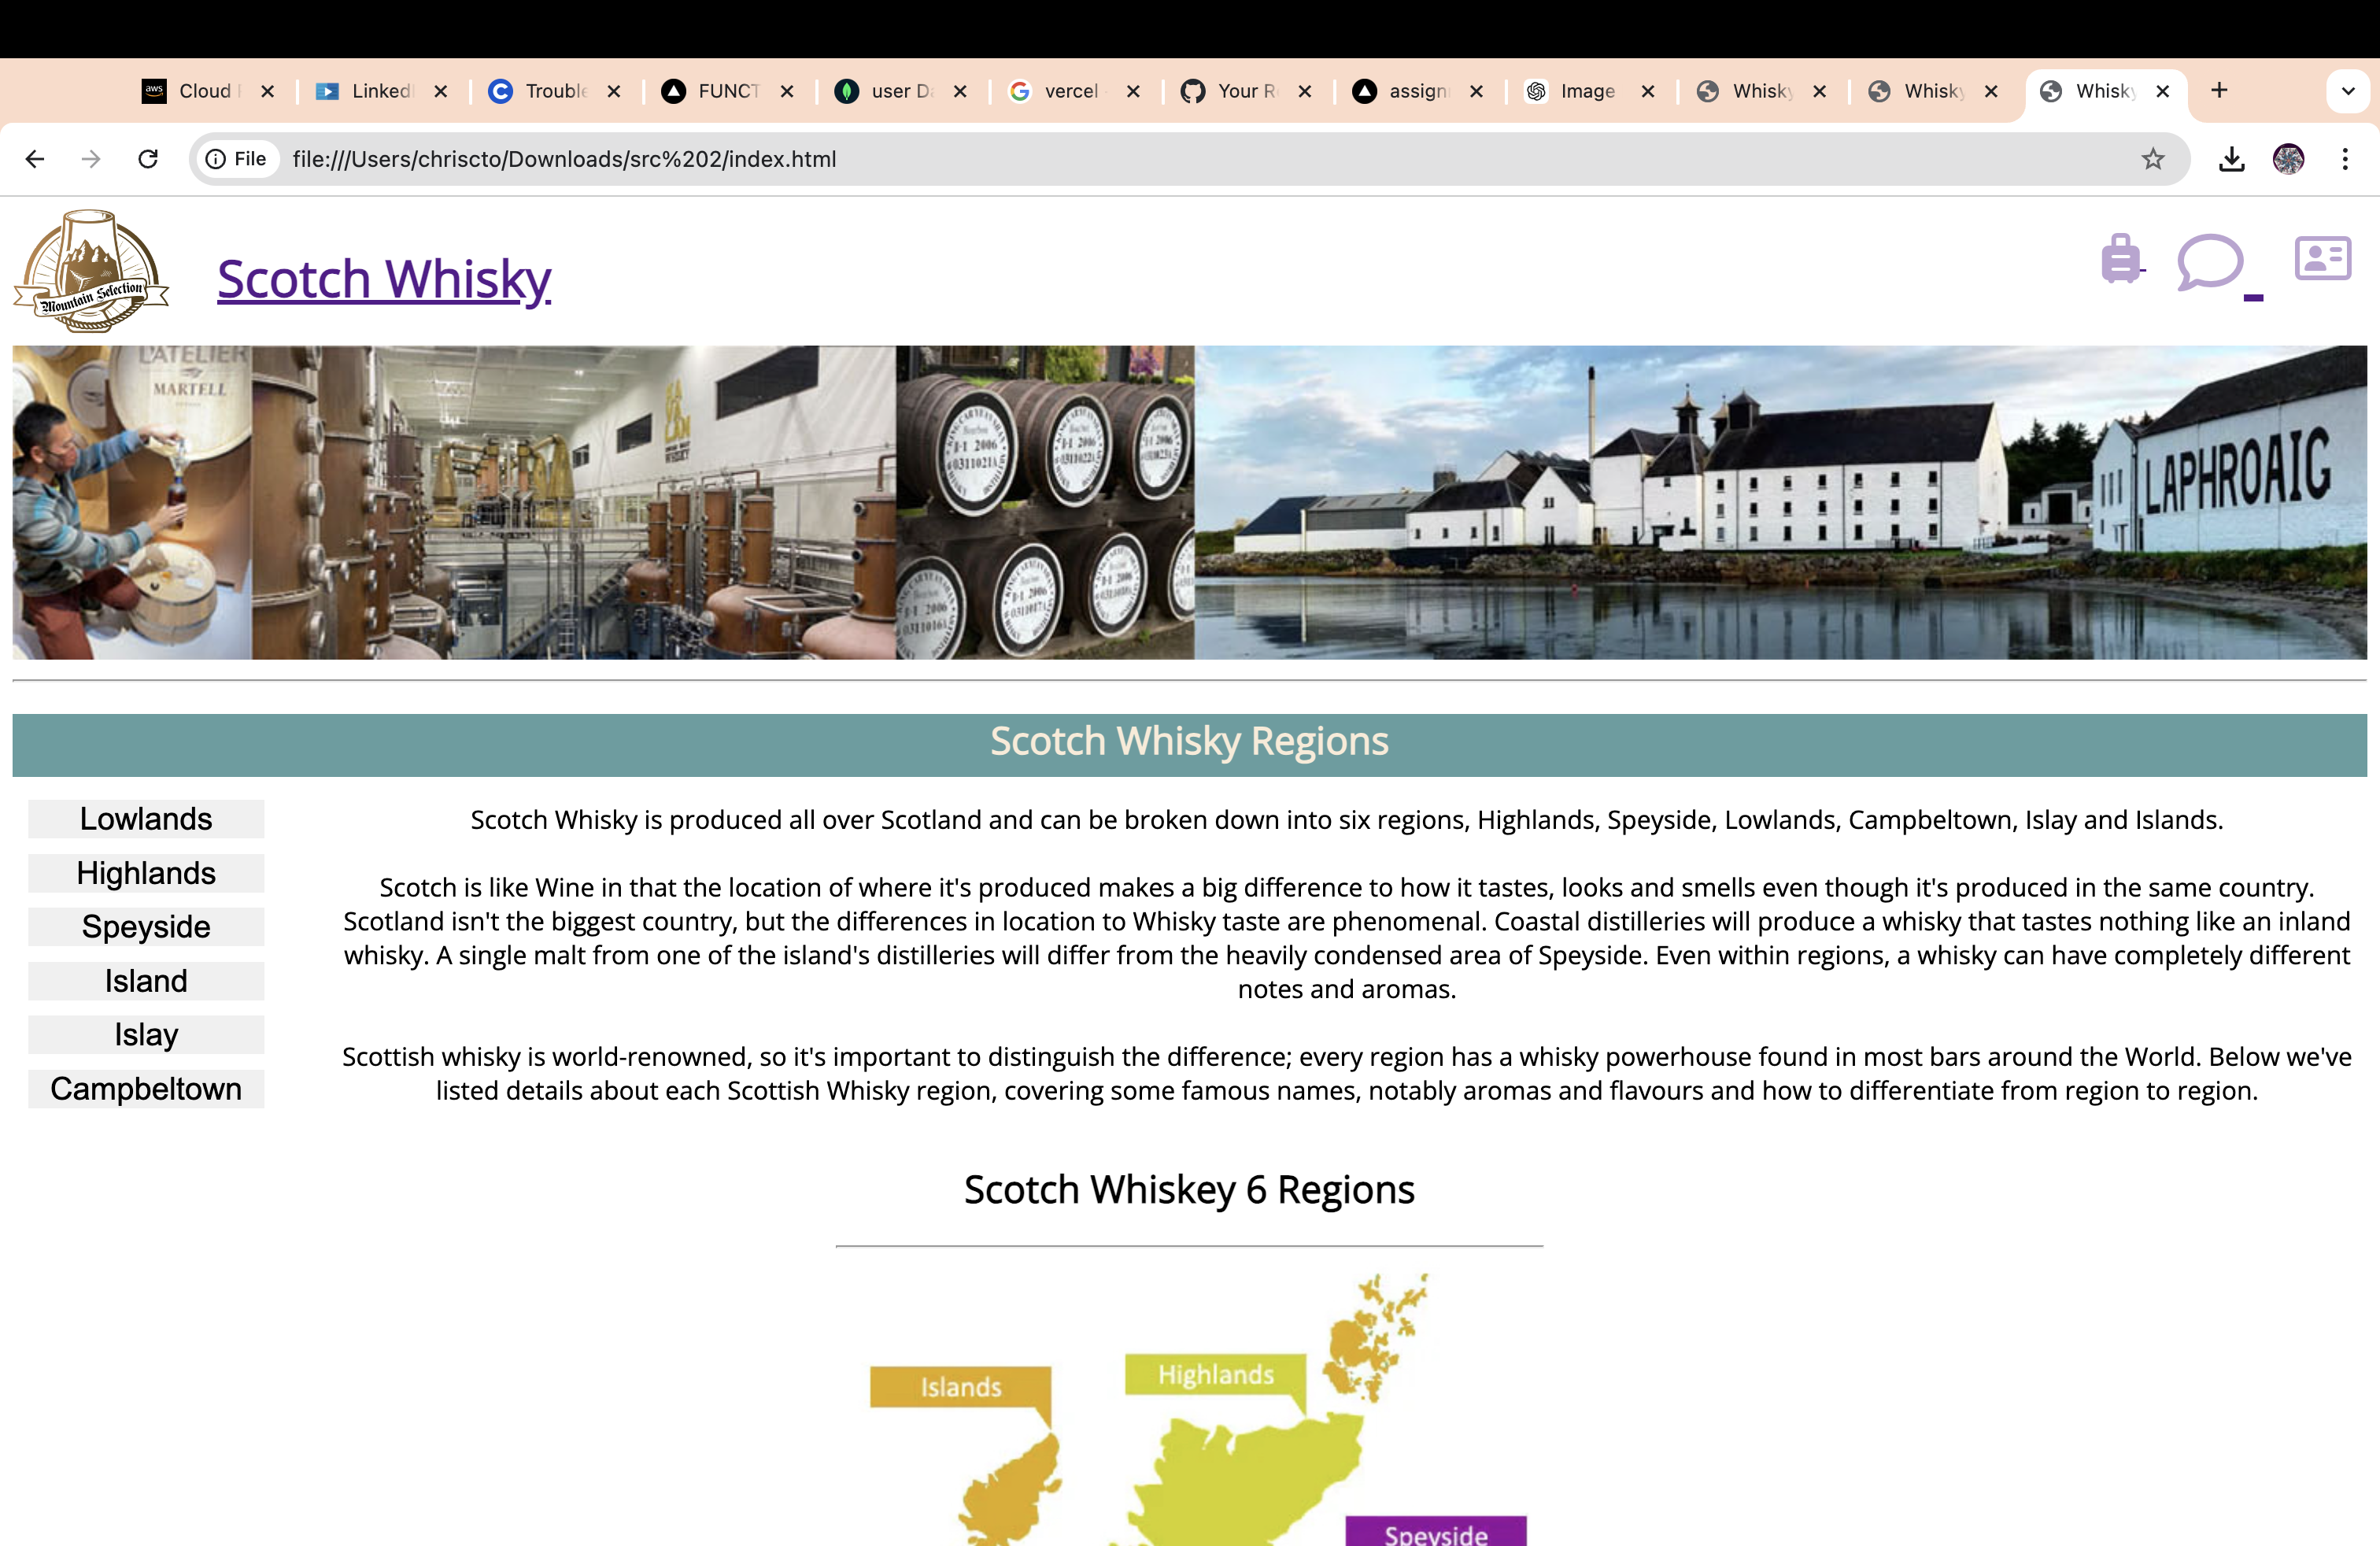 Cloud
Linked
Trouble
FUNCT
user Da
vercel
Your R
assign
Image
Whisky
Whisky
Whisky
File
file:///Users/chriscto/Downloads/src%202/index.html
Mountain Selection
Scotch Whisky
L'ATELIER
MARTELL
WHISKY
2006
2006
2006
2006
2006
LAPHROAIG
Scotch Whisky Regions
Lowlands
Highlands
Speyside
Island
Islay
Campbeltown
Scotch Whisky is produced all over Scotland and can be broken down into six regions, Highlands, Speyside, Lowlands, Campbeltown, Islay and Islands.
Scotch is like Wine in that the location of where it's produced makes a big difference to how it tastes, looks and smells even though it's produced in the same country.
Scotland isn't the biggest country, but the differences in location to Whisky taste are phenomenal. Coastal distilleries will produce a whisky that tastes nothing like an inland
whisky. A single malt from one of the island's distilleries will differ from the heavily condensed area of Speyside. Even within regions, a whisky can have completely different
notes and aromas.
Scottish whisky is world-renowned, so it's important to distinguish the difference; every region has a whisky powerhouse found in most bars around the World. Below we've
listed details about each Scottish Whisky region, covering some famous names, notably aromas and flavours and how to differentiate from region to region.
Scotch Whiskey 6 Regions
Islands
Highlands
Speyside